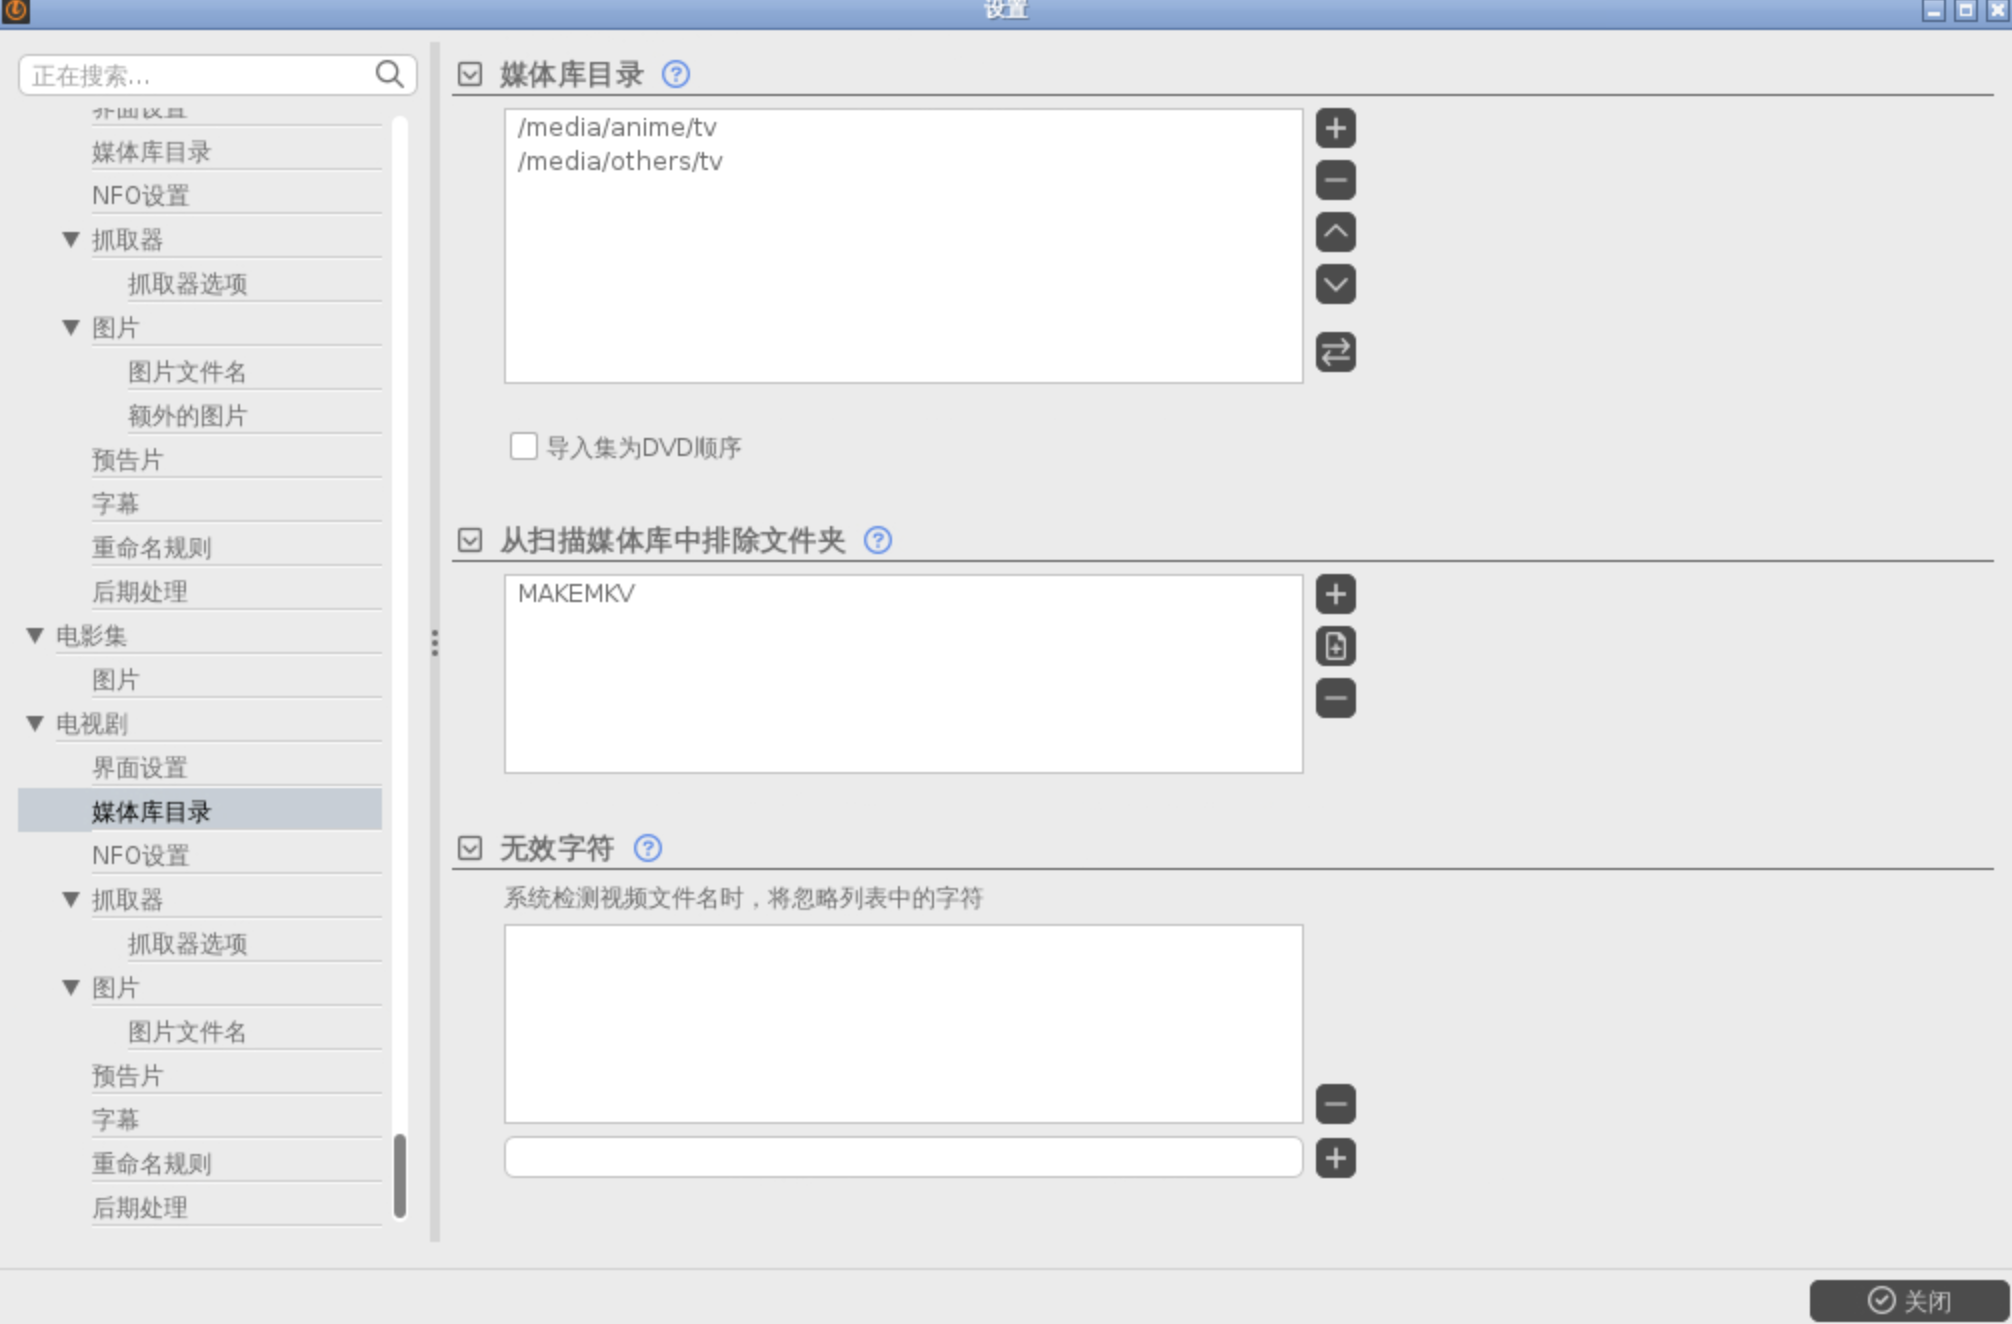 设置
正在搜索...
界面设置
媒体库目录
NFO设置
抓取器
抓取器选项
图片
图片文件名
额外的图片
预告片
字幕
重命名规则
后期处理
电影集
图片
电视剧
界面设置
媒体库目录
NFO设置
抓取器
抓取器选项
图片
图片文件名
预告片
字幕
重命名规则
后期处理
媒体库目录
/media/anime/tv
/media/others/tv
导入集为DVD顺序
从扫描媒体库中排除文件夹
MAKEMKV
无效字符
系统检测视频文件名时，将忽略列表中的字符
关闭